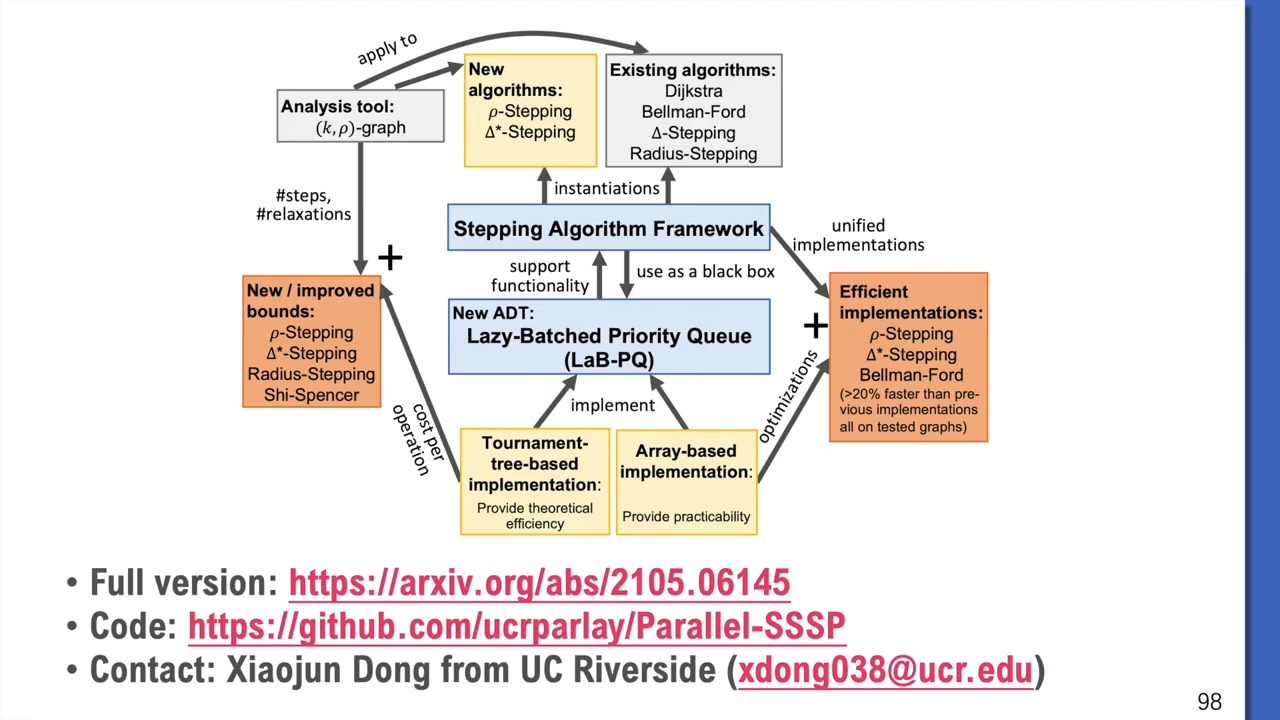 apply to
New
algorithms:
ρ-Stepping
Δ*-Stepping
Existing algorithms:
Dijkstra
Bellman-Ford
Δ-Stepping
Radius-Stepping
Analysis tool:
(k, ρ)-graph
instantiations
#steps,
#relaxations
Stepping Algorithm Framework
unified
implementations
+
support
functionality
use as a black box
New / improved
bounds:
ρ-Stepping
Δ*-Stepping
Radius-Stepping
Shi-Spencer
New ADT:
Lazy-Batched Priority Queue
(LaB-PQ)
+
Efficient
implementations:
ρ-Stepping
Δ*-Stepping
Bellman-Ford
(>20% faster than pre-
vious implementations
all on tested graphs)
cost per
operation
implement
optimizations
Tournament-
tree-based
implementation:
Provide theoretical
efficiency
Array-based
implementation:
Provide practicability
• Full version: https://arxiv.org/abs/2105.06145
• Code: https://github.com/ucrparlay/Parallel-SSSP
• Contact: Xiaojun Dong from UC Riverside (xdong038@ucr.edu)
98